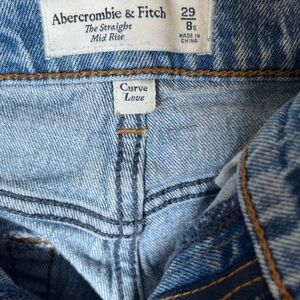 Abercrombie & Fitch
The Straight
Mid Rise
29
8S
MADE IN
CHINA
Curve
Love